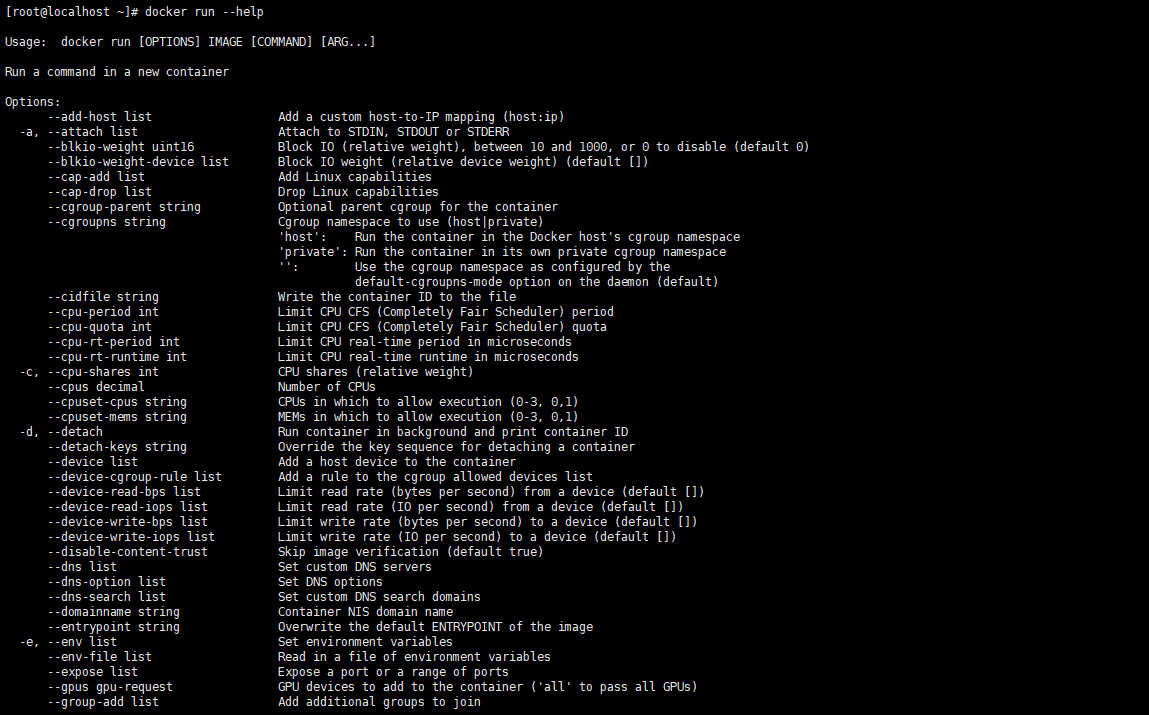 [root@localhost ~]# docker run --help
Usage:  docker run [OPTIONS] IMAGE [COMMAND] [ARG...]
Run a command in a new container
Options:
      --add-host list                  Add a custom host-to-IP mapping (host:ip)
  -a, --attach list                    Attach to STDIN, STDOUT or STDERR
      --blkio-weight uint16            Block IO (relative weight), between 10 and 1000, or 0 to disable (default 0)
      --blkio-weight-device list       Block IO weight (relative device weight) (default [])
      --cap-add list                   Add Linux capabilities
      --cap-drop list                  Drop Linux capabilities
      --cgroup-parent string           Optional parent cgroup for the container
      --cgroupns string                Cgroup namespace to use (host|private)
                                       'host':    Run the container in the Docker host's cgroup namespace
                                       'private': Run the container in its own private cgroup namespace
                                       '':        Use the cgroup namespace as configured by the
                                                  default-cgroupns-mode option on the daemon (default)
      --cidfile string                 Write the container ID to the file
      --cpu-period int                 Limit CPU CFS (Completely Fair Scheduler) period
      --cpu-quota int                  Limit CPU CFS (Completely Fair Scheduler) quota
      --cpu-rt-period int              Limit CPU real-time period in microseconds
      --cpu-rt-runtime int             Limit CPU real-time runtime in microseconds
  -c, --cpu-shares int                 CPU shares (relative weight)
      --cpus decimal                   Number of CPUs
      --cpuset-cpus string             CPUs in which to allow execution (0-3, 0,1)
      --cpuset-mems string             MEMs in which to allow execution (0-3, 0,1)
  -d, --detach                         Run container in background and print container ID
      --detach-keys string             Override the key sequence for detaching a container
      --device list                    Add a host device to the container
      --device-cgroup-rule list        Add a rule to the cgroup allowed devices list
      --device-read-bps list           Limit read rate (bytes per second) from a device (default [])
      --device-read-iops list          Limit read rate (IO per second) from a device (default [])
      --device-write-bps list          Limit write rate (bytes per second) to a device (default [])
      --device-write-iops list         Limit write rate (IO per second) to a device (default [])
      --disable-content-trust          Skip image verification (default true)
      --dns list                       Set custom DNS servers
      --dns-option list                Set DNS options
      --dns-search list                Set custom DNS search domains
      --domainname string              Container NIS domain name
      --entrypoint string              Overwrite the default ENTRYPOINT of the image
  -e, --env list                       Set environment variables
      --env-file list                  Read in a file of environment variables
      --expose list                    Expose a port or a range of ports
      --gpus gpu-request               GPU devices to add to the container ('all' to pass all GPUs)
      --group-add list                 Add additional groups to join